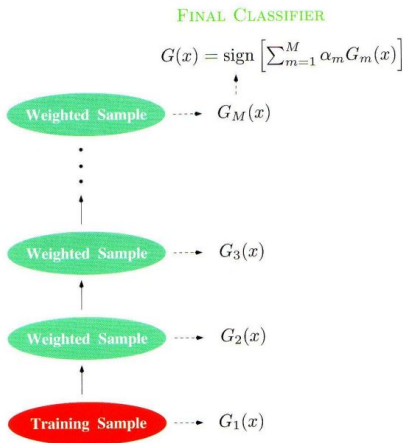 FINAL CLASSIFIER
G(x) = sign [∑_{m=1}^{M} α_m G_m(x)]
Weighted Sample
G_M(x)
Weighted Sample
G_3(x)
Weighted Sample
G_2(x)
Training Sample
G_1(x)